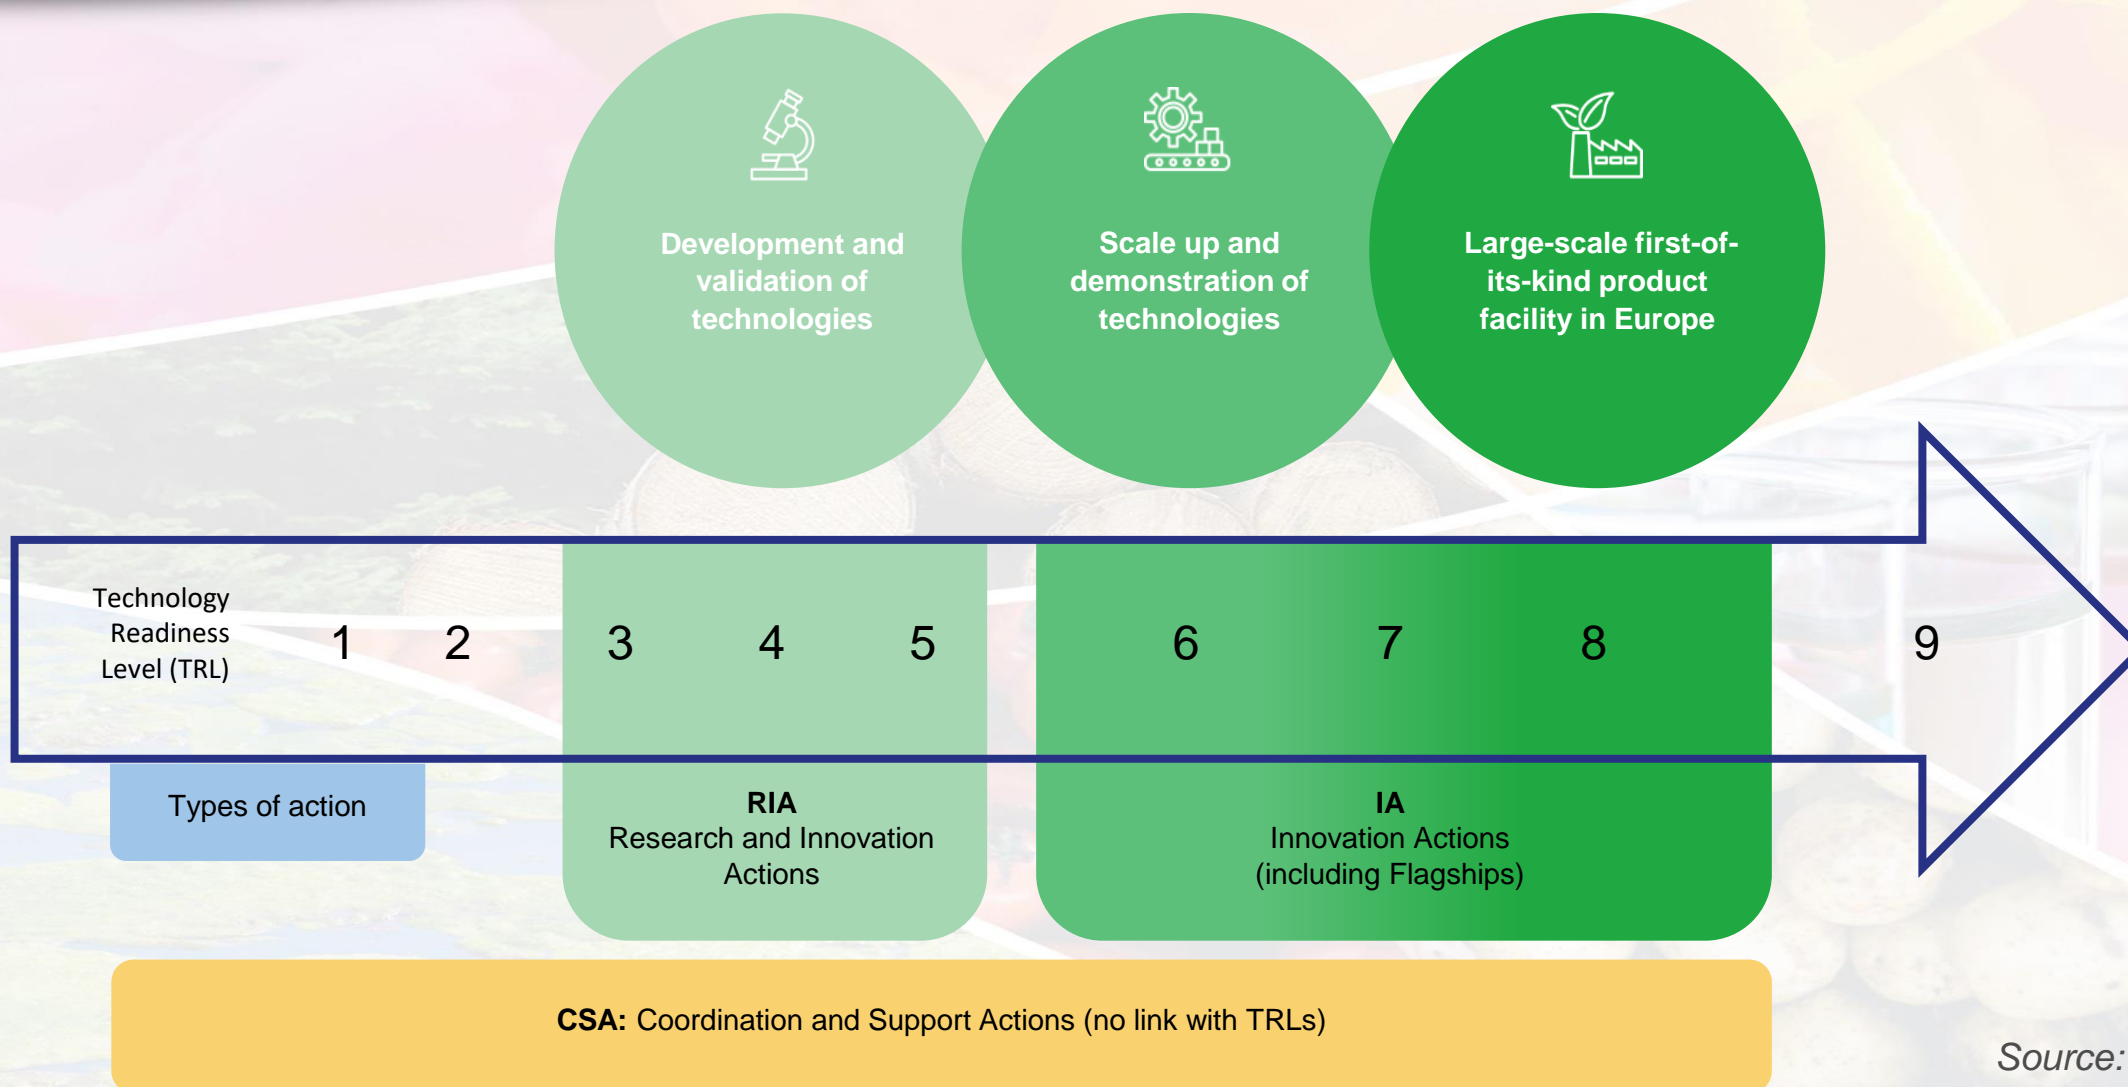 Development and
validation of
technologies
Scale up and
demonstration of
technologies
Large-scale first-of-
its-kind product
facility in Europe
Technology
Readiness
Level (TRL)
1 2 3 4 5 6 7 8 9
Types of action
RIA
Research and Innovation
Actions
IA
Innovation Actions
(including Flagships)
CSA: Coordination and Support Actions (no link with TRLs)
Source: